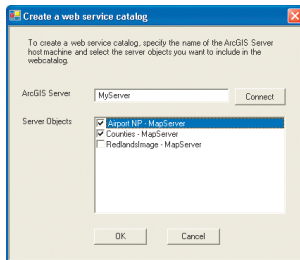 Create a web service catalog
To create a web service catalog, specify the name of the ArcGIS Server
host machine and select the server objects you want to include in the
webcatalog.
ArcGIS Server
MyServer
Connect
Server Objects
Airport NP - MapServer
Counties - MapServer
RedlandsImage - MapServer
OK
Cancel